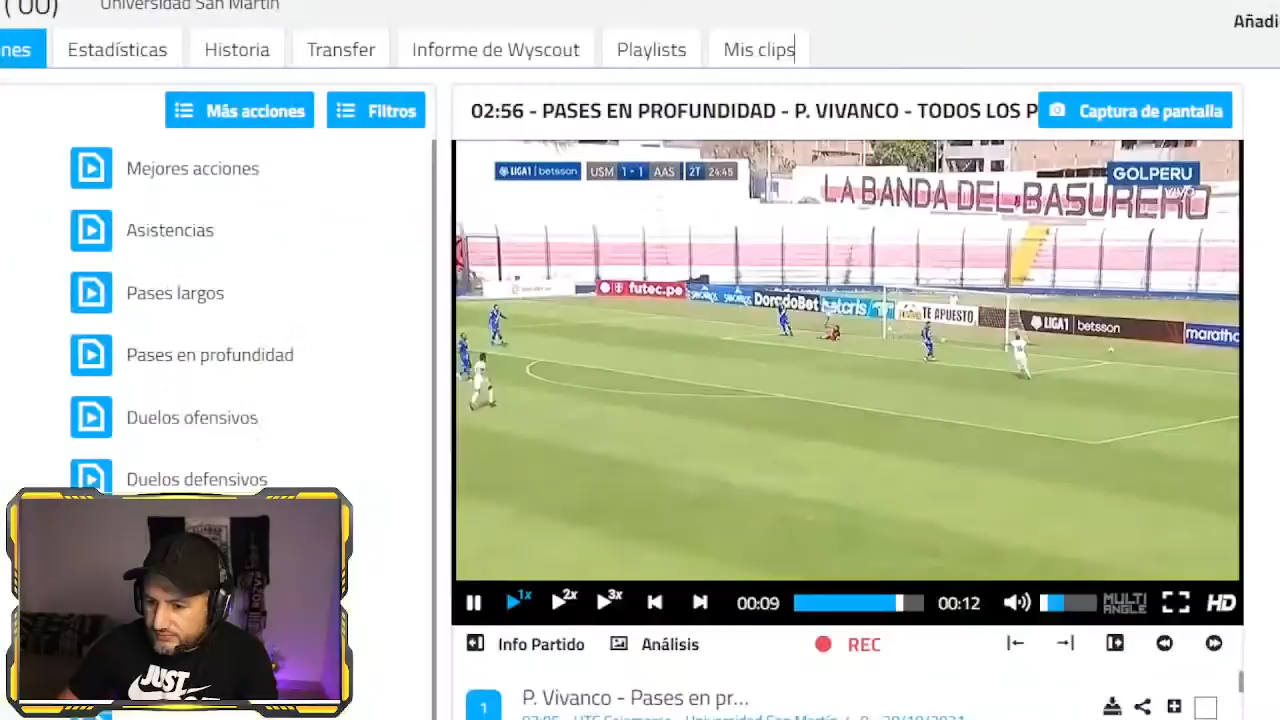 ('00)
Universidad San Martín
Añadi
nes
Estadísticas
Historia
Transfer
Informe de Wyscout
Playlists
Mis clips
Más acciones
Filtros
02:56 - PASES EN PROFUNDIDAD - P. VIVANCO - TODOS LOS P
Captura de pantalla
Mejores acciones
Asistencias
Pases largos
Pases en profundidad
Duelos ofensivos
Duelos defensivos
LIGA1 | betsson
USM 1 - 1 AAS 2T 24:45
GOLPERU
VIVO
LA BANDA DEL BASURERO
futec.pe
DoradoBet
betcris
TE APUESTO
LIGA1 betsson
maratho
1x
2x
3x
00:09
00:12
MULTI
ANGLE
HD
Info Partido
Análisis
REC
1
P. Vivanco - Pases en pr...
JUST